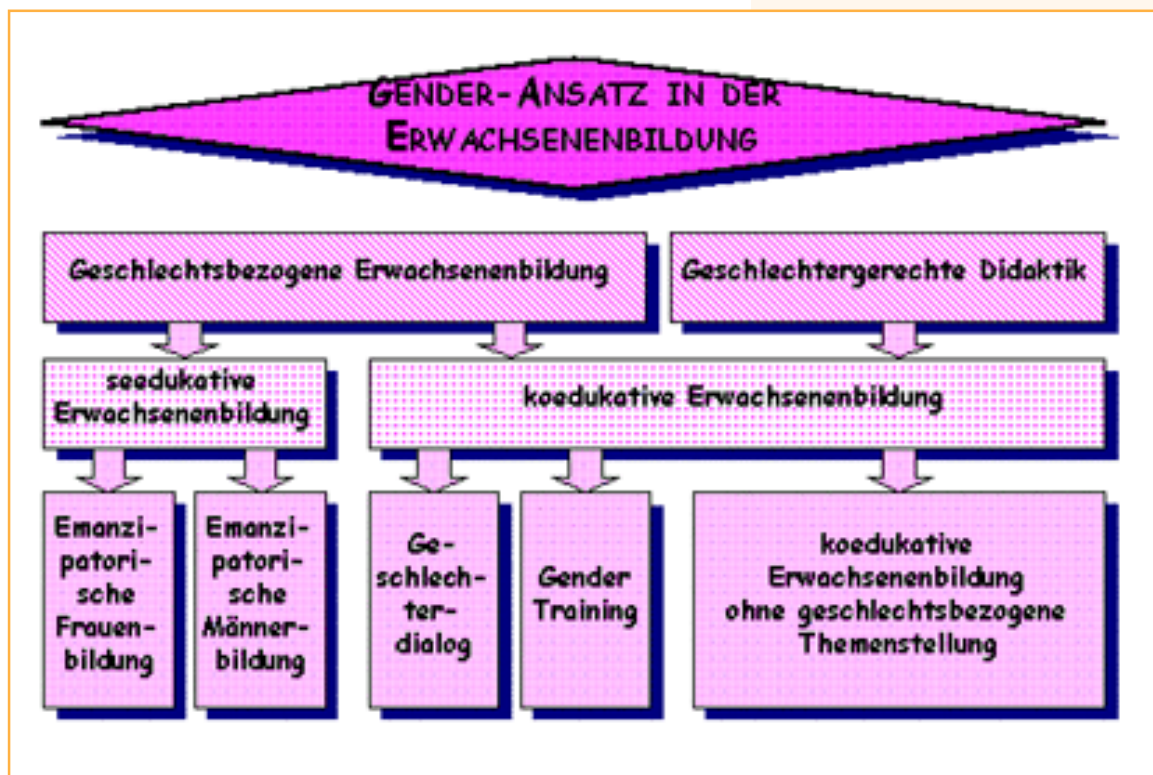 GENDER-ANSATZ IN DER
ERWACHSENENBILDUNG
Geschlechtsbezogene Erwachsenenbildung
Geschlechtergerechte Didaktik
seedukative
Erwachsenenbildung
koedukative Erwachsenenbildung
Emanzi-
patori-
sche
Frauen-
bildung
Emanzi-
patori-
sche
Männer-
bildung
Ge-
schlech-
ter-
dialog
Gender
Training
koedukative
Erwachsenenbildung
ohne geschlechtsbezogene
Themenstellung